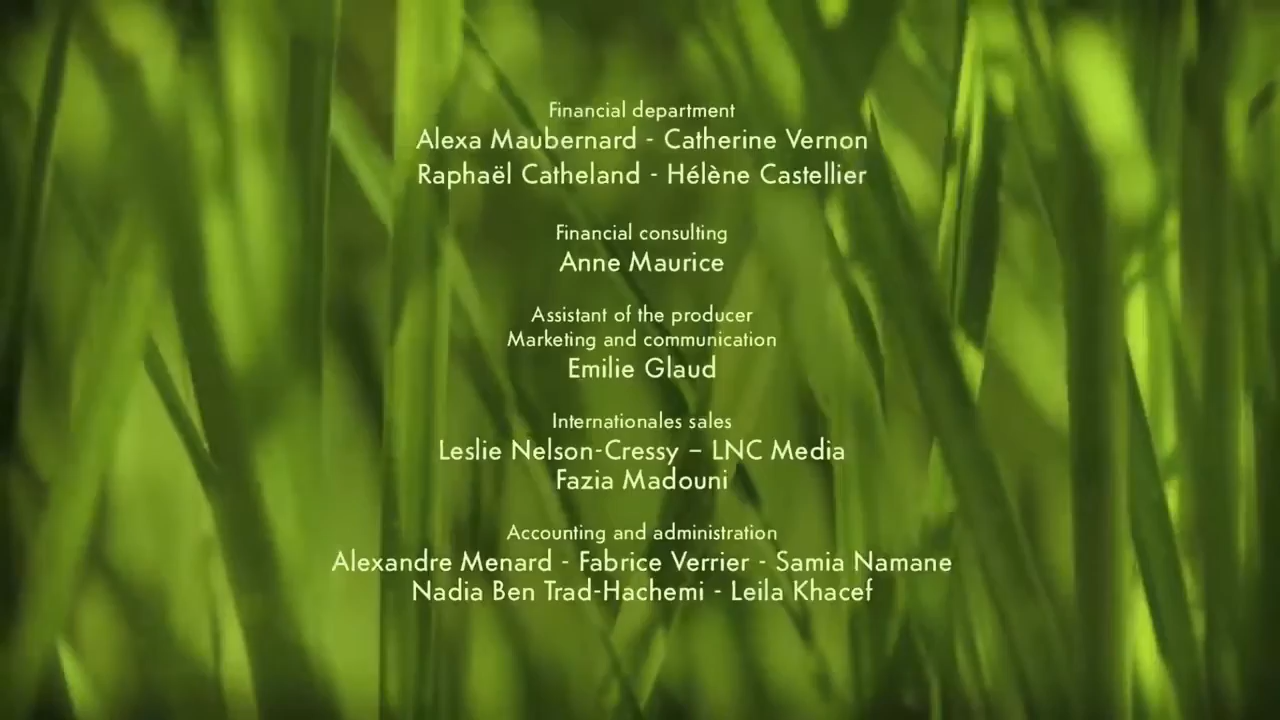 Financial department
Alexa Maubernard - Catherine Vernon
Raphaël Catheland - Hélène Castellier
Financial consulting
Anne Maurice
Assistant of the producer
Marketing and communication
Emilie Glaud
Internationales sales
Leslie Nelson-Cressy – LNC Media
Fazia Madouni
Accounting and administration
Alexandre Menard - Fabrice Verrier - Samia Namane
Nadia Ben Trad-Hachemi - Leila Khacef